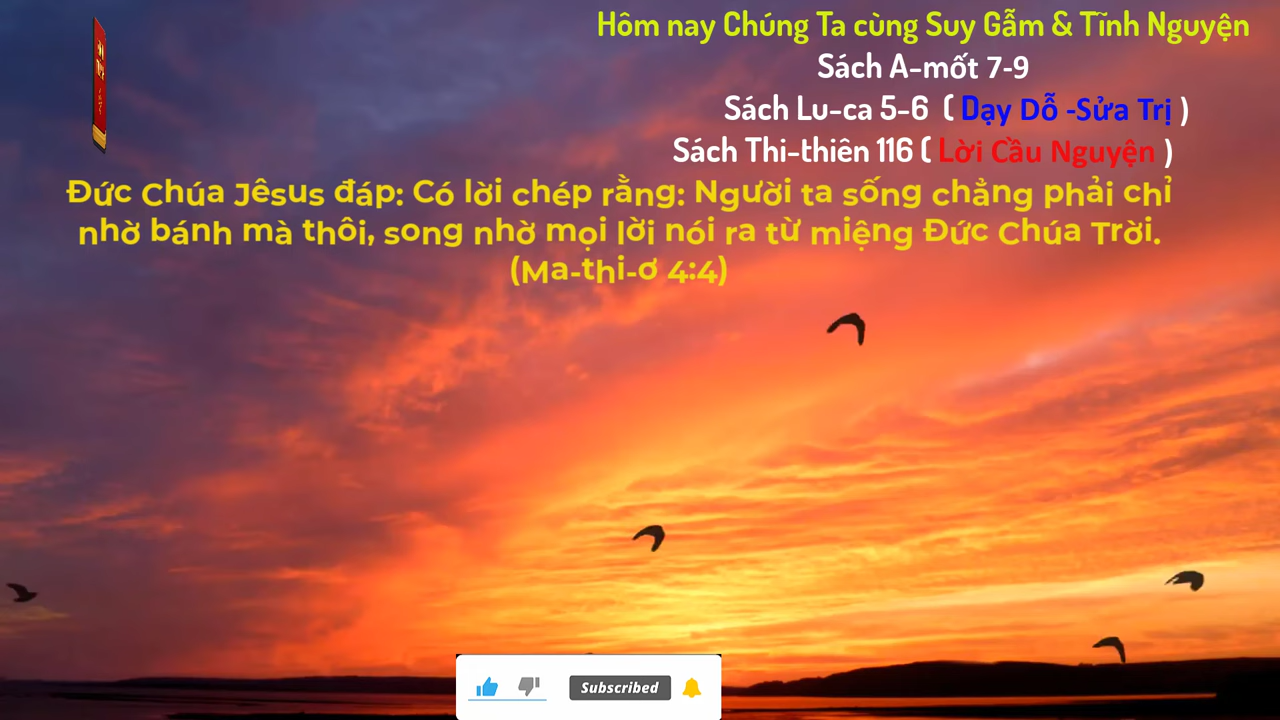 Hôm nay Chúng Ta cùng Suy Gẫm & Tĩnh Nguyện
Sách A-mốt 7-9
Sách Lu-ca 5-6 ( Dạy Dỗ -Sửa Trị )
Sách Thi-thiên 116 ( Lời Cầu Nguyện )
Đức Chúa Jêsus đáp: Có lời chép rằng: Người ta sống chẳng phải chỉ
nhờ bánh mà thôi, song nhờ mọi lời nói ra từ miệng Đức Chúa Trời.
(Ma-thi-ơ 4:4)
Subscribed